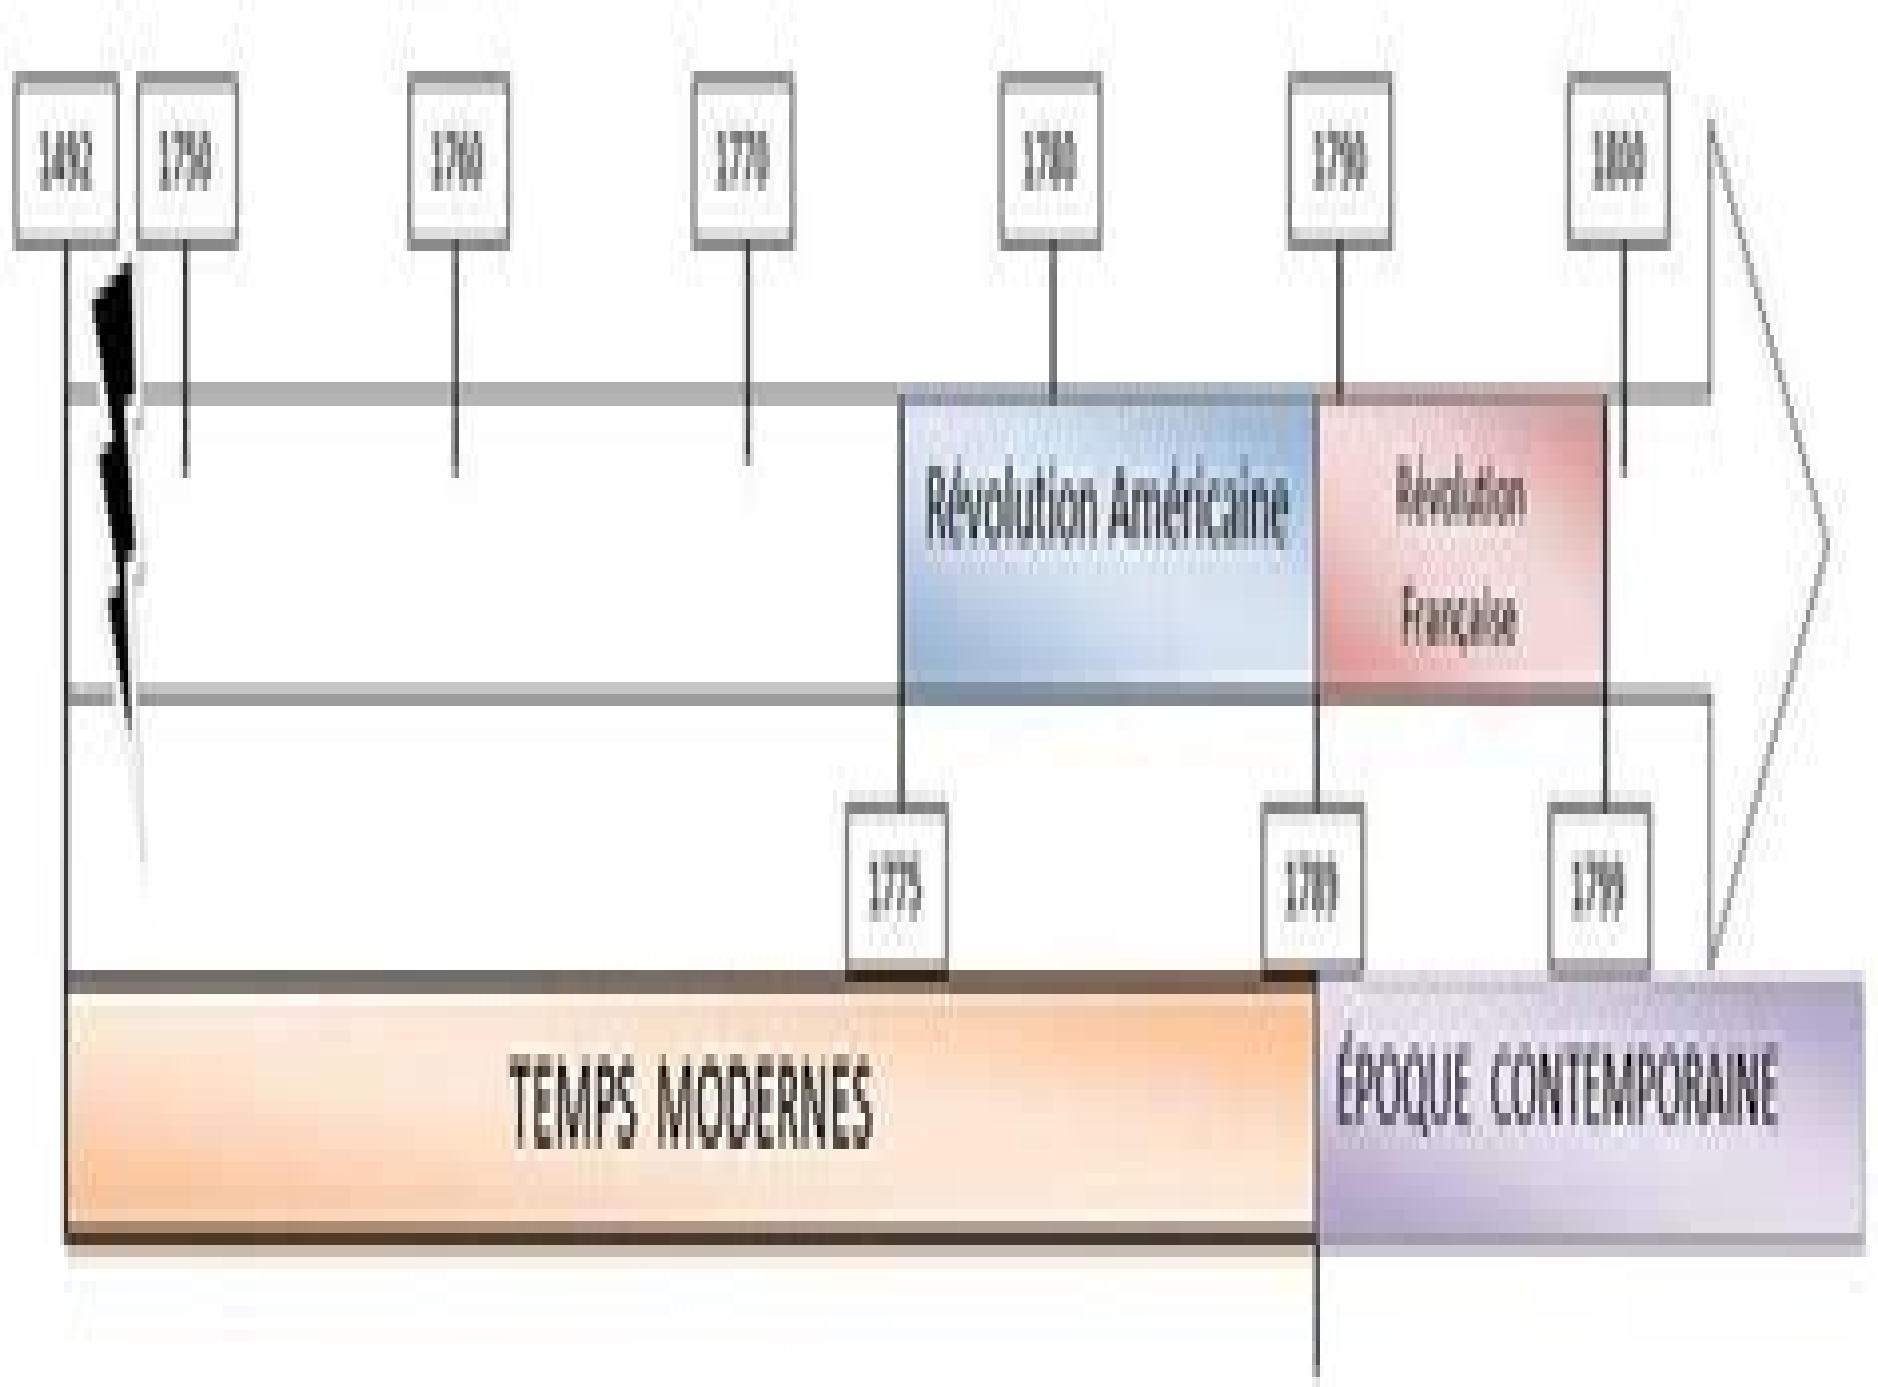 1492 1750 1760 1770 1780 1790 1800
Révolution Américaine
Révolution
Française
1775 1789 1799
TEMPS MODERNES
ÉPOQUE CONTEMPORAINE